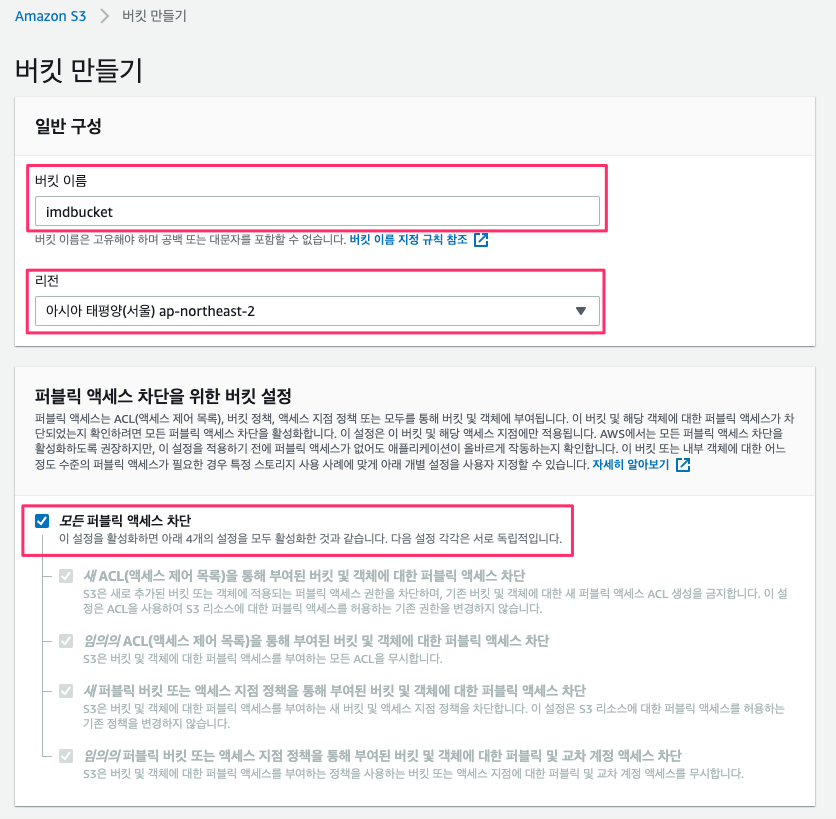 Amazon S3 > 버킷 만들기
버킷 만들기
일반 구성
버킷 이름
imdbucket
버킷 이름은 고유해야 하며 공백 또는 대문자를 포함할 수 없습니다. 버킷 이름 지정 규칙 참조
리전
아시아 태평양(서울) ap-northeast-2
퍼블릭 액세스 차단을 위한 버킷 설정
퍼블릭 액세스는 ACL(액세스 제어 목록), 버킷 정책, 액세스 지점 정책 또는 모두를 통해 버킷 및 객체에 부여됩니다. 이 버킷 및 해당 객체에 대한 퍼블릭 액세스가 차
단되었는지 확인하려면 모든 퍼블릭 액세스 차단을 활성화합니다. 이 설정은 이 버킷 및 해당 액세스 지점에만 적용됩니다. AWS에서는 모든 퍼블릭 액세스 차단을
활성화하도록 권장하지만, 이 설정을 적용하기 전에 퍼블릭 액세스가 없어도 애플리케이션이 올바르게 작동하는지 확인합니다. 이 버킷 또는 내부 객체에 대한 어느
정도 수준의 퍼블릭 액세스가 필요한 경우 특정 스토리지 사용 사례에 맞게 아래 개별 설정을 사용자 지정할 수 있습니다. 자세히 알아보기
모든 퍼블릭 액세스 차단
이 설정을 활성화하면 아래 4개의 설정을 모두 활성화한 것과 같습니다. 다음 설정 각각은 서로 독립적입니다.
새 ACL(액세스 제어 목록)을 통해 부여된 버킷 및 객체에 대한 퍼블릭 액세스 차단
S3은 새로 추가된 버킷 또는 객체에 적용되는 퍼블릭 액세스 권한을 차단하며, 기존 버킷 및 객체에 대한 새 퍼블릭 액세스 ACL 생성을 금지합니다. 이 설
정은 ACL을 사용하여 S3 리소스에 대한 퍼블릭 액세스를 허용하는 기존 권한을 변경하지 않습니다.
임의의 ACL(액세스 제어 목록)을 통해 부여된 버킷 및 객체에 대한 퍼블릭 액세스 차단
S3은 버킷 및 객체에 대한 퍼블릭 액세스를 부여하는 모든 ACL을 무시합니다.
새 퍼블릭 버킷 또는 액세스 지점 정책을 통해 부여된 버킷 및 객체에 대한 퍼블릭 액세스 차단
S3은 버킷 및 객체에 대한 퍼블릭 액세스를 부여하는 새 버킷 및 액세스 지점 정책을 차단합니다. 이 설정은 S3 리소스에 대한 퍼블릭 액세스를 허용하는
기존 정책을 변경하지 않습니다.
임의의 퍼블릭 버킷 또는 액세스 지점 정책을 통해 부여된 버킷 및 객체에 대한 퍼블릭 및 교차 계정 액세스 차단
S3은 버킷 및 객체에 대한 퍼블릭 액세스를 부여하는 정책을 사용하는 버킷 또는 액세스 지점에 대한 퍼블릭 및 교차 계정 액세스를 무시합니다.